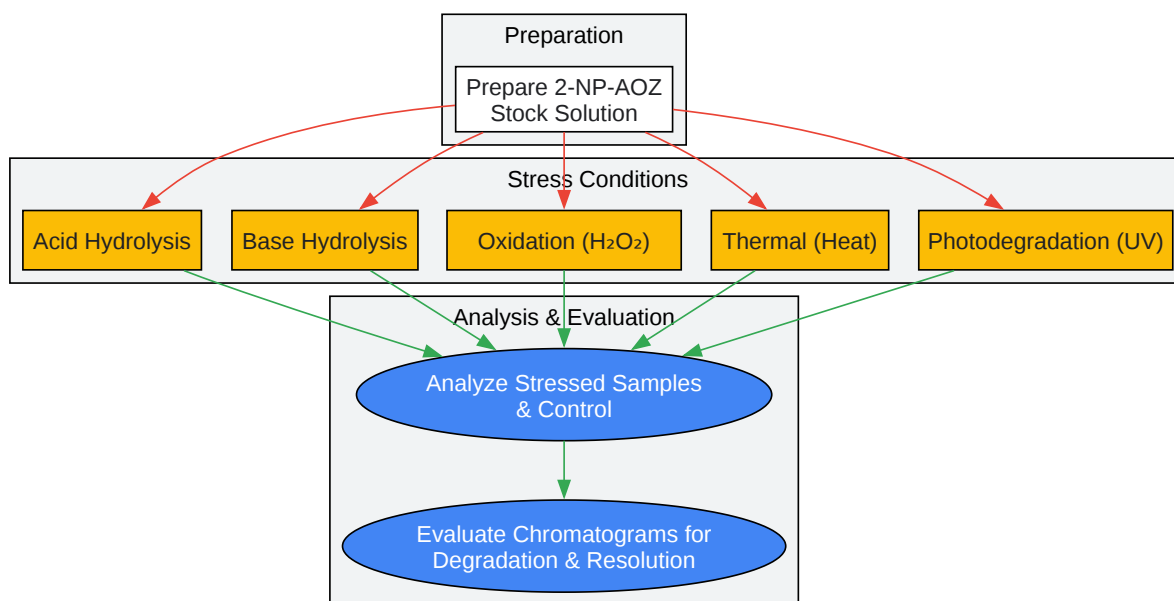 Preparation
Prepare 2-NP-AOZ
Stock Solution
Stress Conditions
Acid Hydrolysis
Base Hydrolysis
Oxidation (H₂O₂)
Thermal (Heat)
Photodegradation (UV)
Analysis & Evaluation
Analyze Stressed Samples
& Control
Evaluate Chromatograms for
Degradation & Resolution